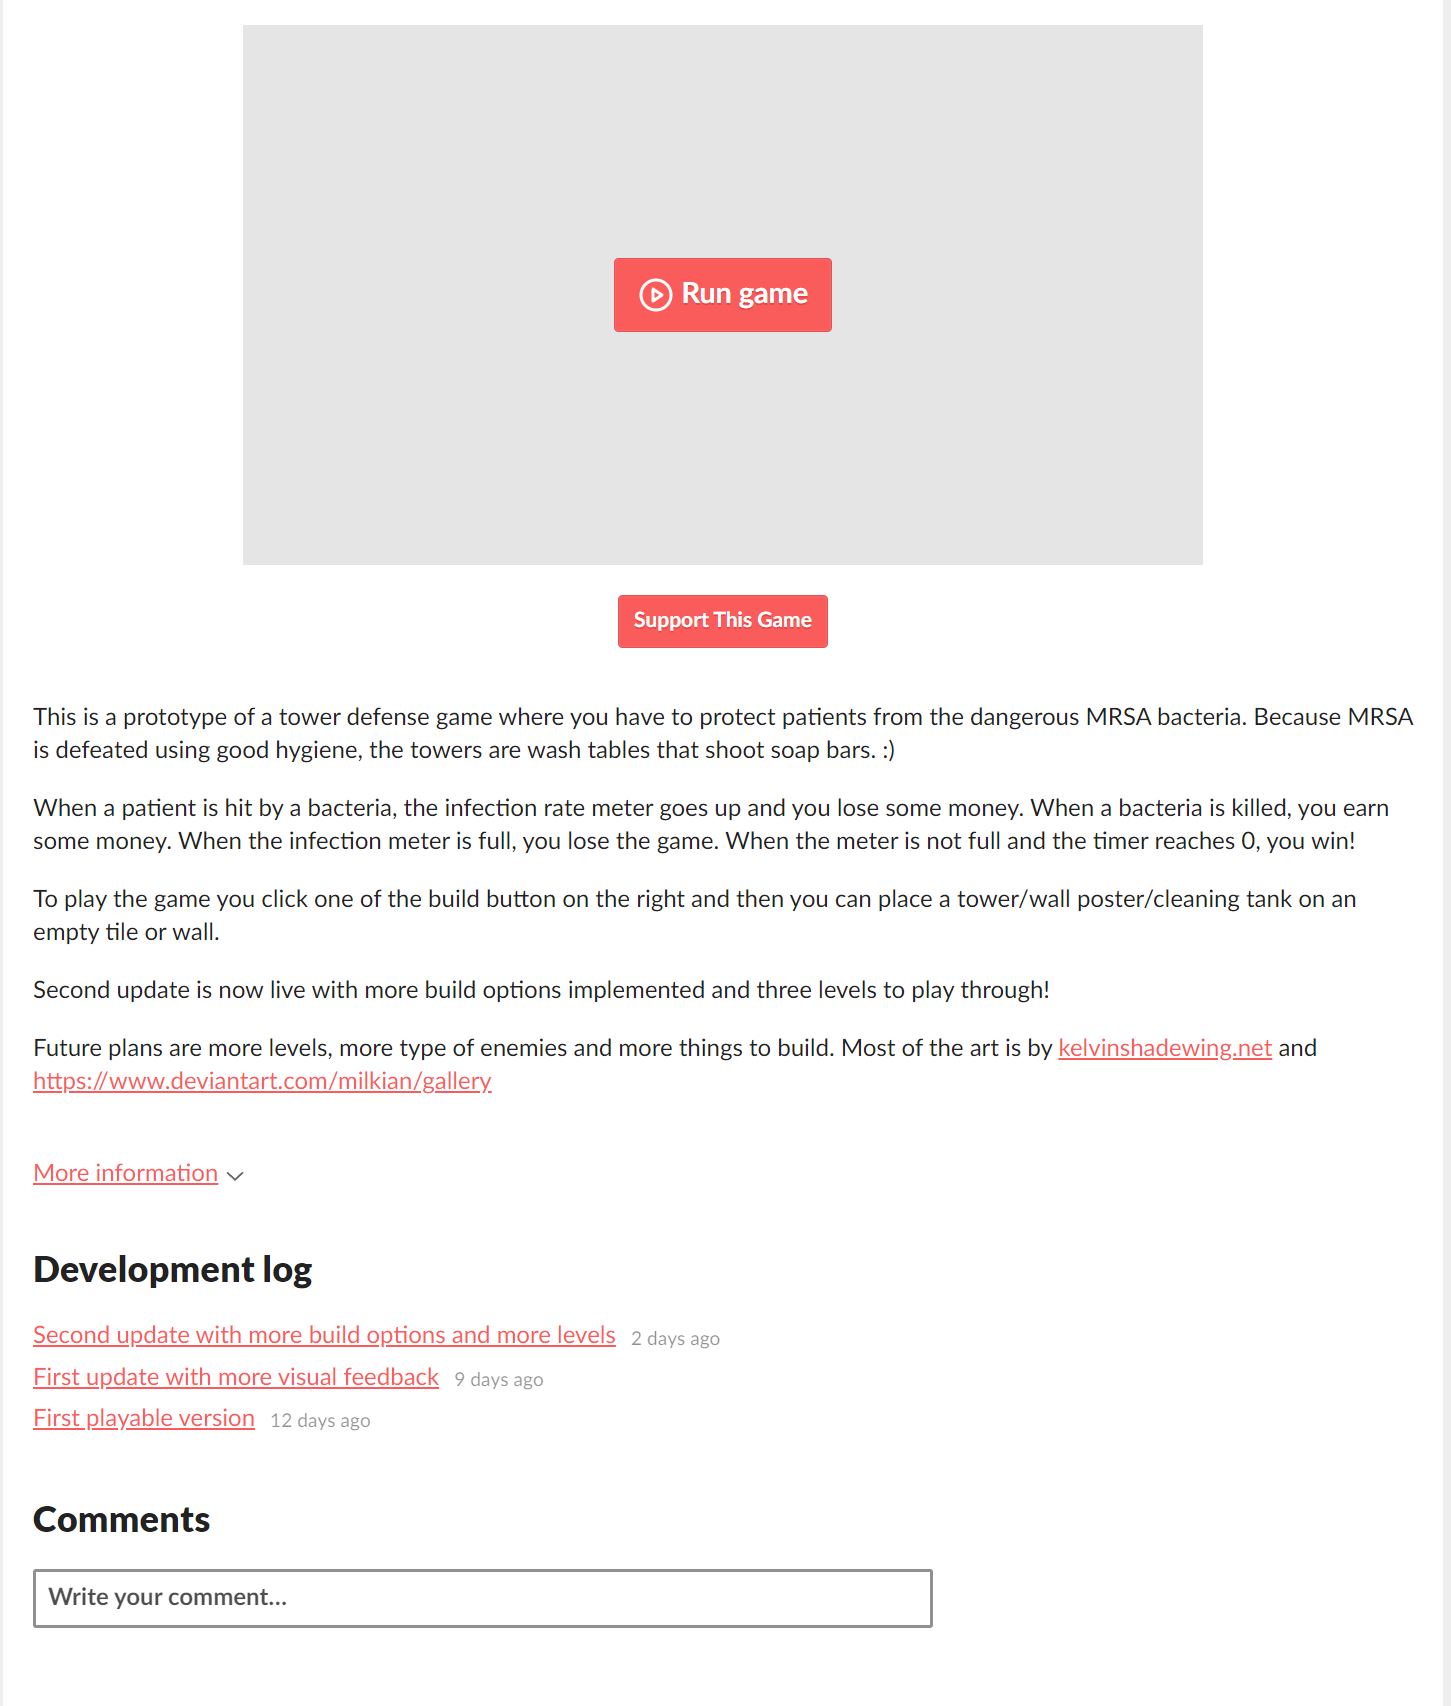 Run game
Support This Game
This is a prototype of a tower defense game where you have to protect patients from the dangerous MRSA bacteria. Because MRSA
is defeated using good hygiene, the towers are wash tables that shoot soap bars. :)
When a patient is hit by a bacteria, the infection rate meter goes up and you lose some money. When a bacteria is killed, you earn
some money. When the infection meter is full, you lose the game. When the meter is not full and the timer reaches 0, you win!
To play the game you click one of the build button on the right and then you can place a tower/wall poster/cleaning tank on an
empty tile or wall.
Second update is now live with more build options implemented and three levels to play through!
Future plans are more levels, more type of enemies and more things to build. Most of the art is by kelvinshadewing.net and
https://www.deviantart.com/milkian/gallery
More information
Development log
Second update with more build options and more levels 2 days ago
First update with more visual feedback 9 days ago
First playable version 12 days ago
Comments
Write your comment...